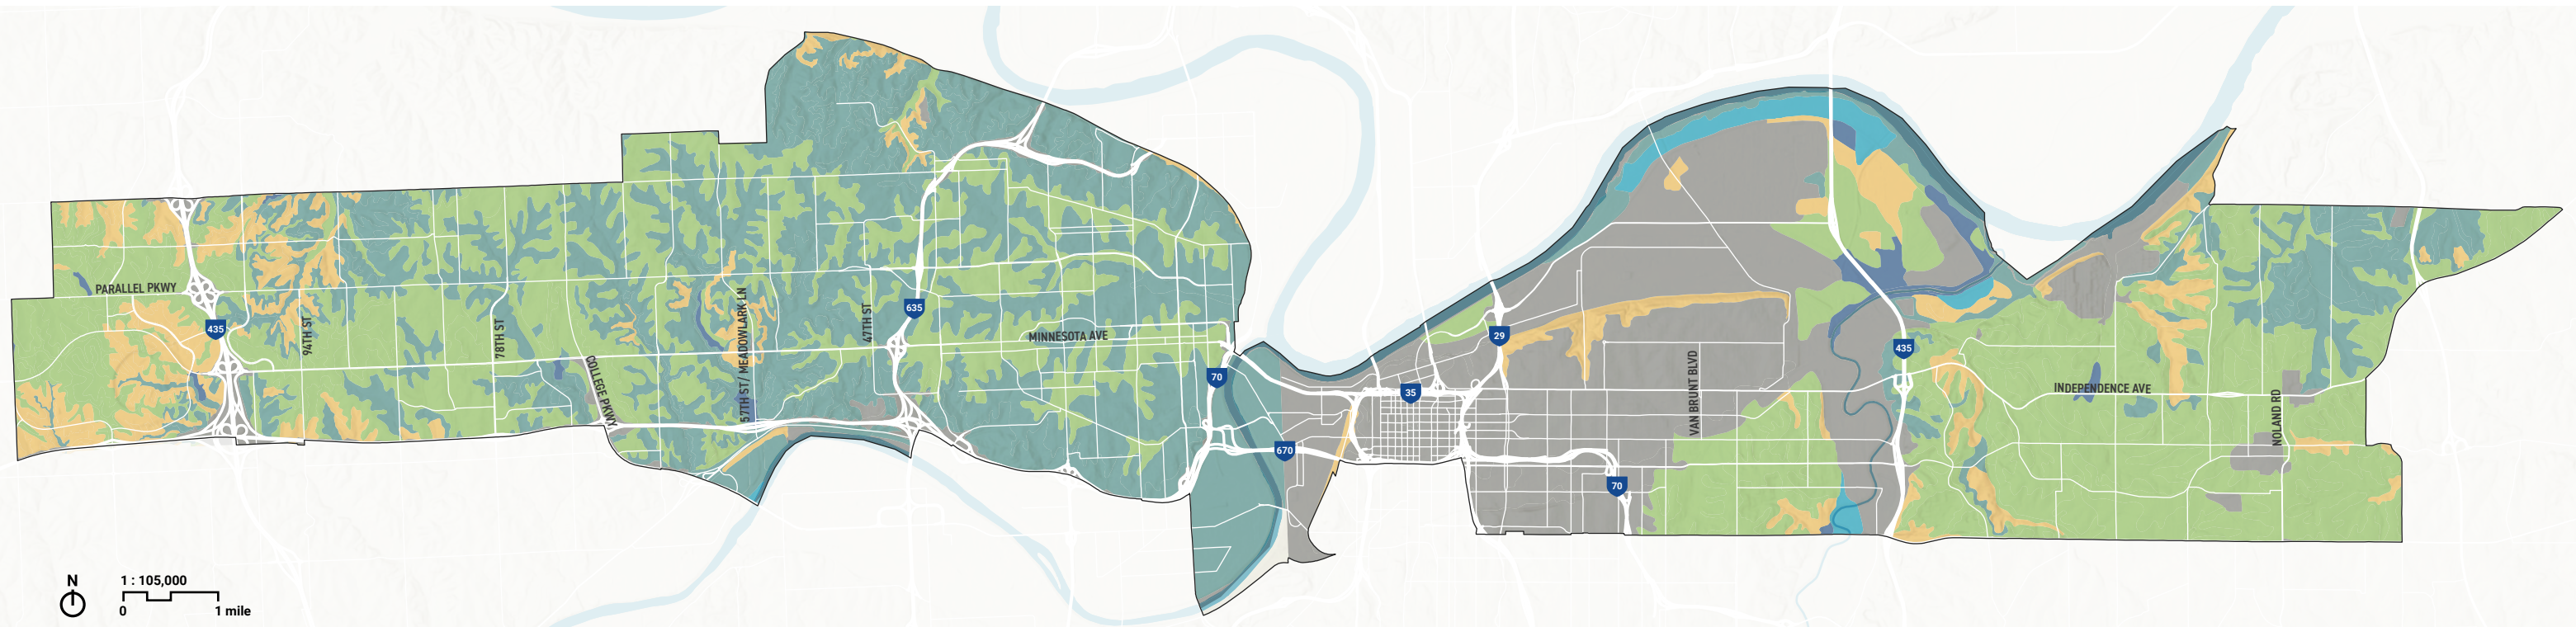 PARALLEL PKWY
435
94TH ST
78TH ST
COLLEGE PKWY
57TH ST/ MEADOWLARK LN
47TH ST
635
MINNESOTA AVE
70
670
35
29
70
VAN BRUNT BLVD
435
INDEPENDENCE AVE
NOLAND RD
N
1 : 105,000
0
1 mile